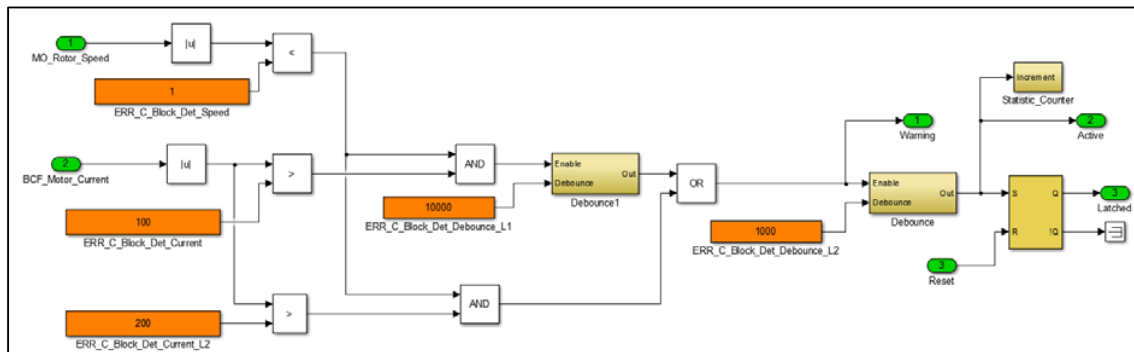 1
MO_Rotor_Speed
|u|
<
1
ERR_C_Block_Det_Speed
2
BCF_Motor_Current
|u|
>
100
ERR_C_Block_Det_Current
AND
10000
ERR_C_Block_Det_Debounce_L1
Enable
Debounce
Out
Debounce1
OR
1
Warning
Increment
Statistic_Counter
2
Active
1000
ERR_C_Block_Det_Debounce_L2
Enable
Debounce
Out
Debounce
S
R
Q
!Q
3
Latched
3
Reset
200
ERR_C_Block_Det_Current_L2
>
AND